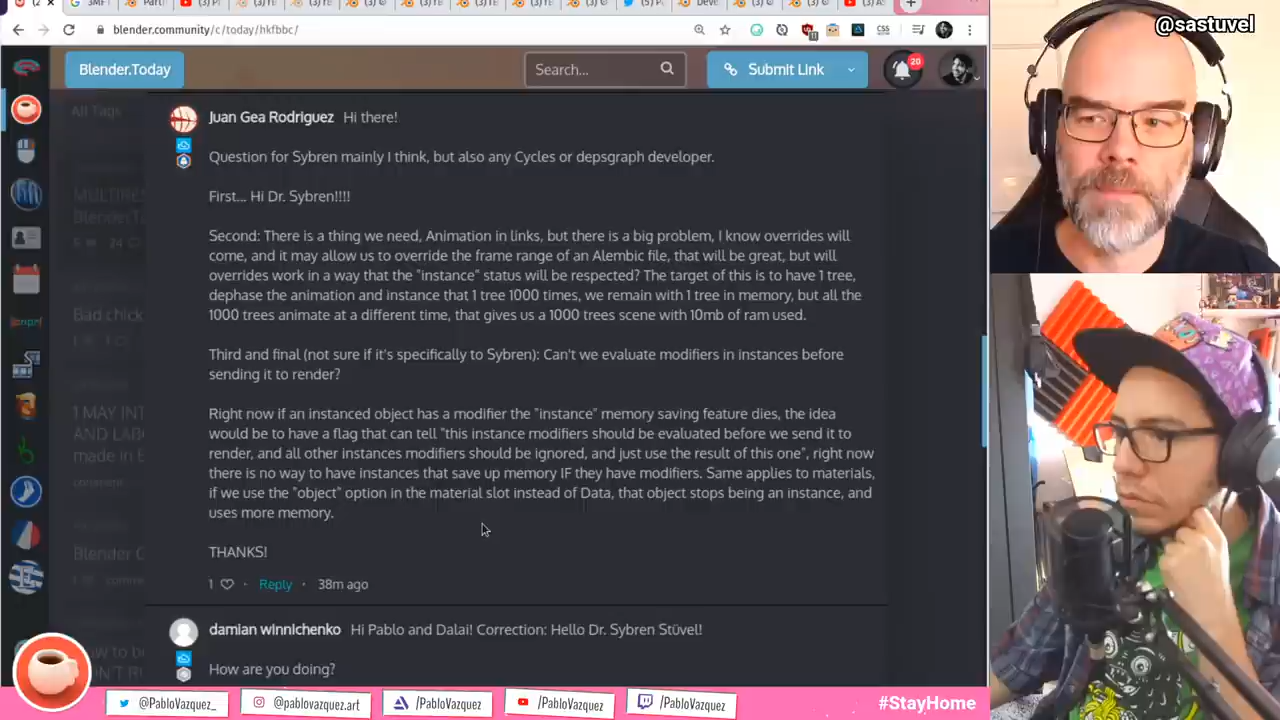 @sastuvel
blender.community/c/today/hkfbbc/
Blender.Today
Search...
Submit Link
20
All Tags
Juan Gea Rodriguez Hi there!
Question for Sybren mainly I think, but also any Cycles or depsgraph developer.
First... Hi Dr. Sybren!!!!
Second: There is a thing we need, Animation in links, but there is a big problem, I know overrides will
come, and it may allow us to override the frame range of an Alembic file, that will be great, but will
overrides work in a way that the "instance" status will be respected? The target of this is to have 1 tree,
dephase the animation and instance that 1 tree 1000 times, we remain with 1 tree in memory, but all the
1000 trees animate at a different time, that gives us a 1000 trees scene with 10mb of ram used.
Third and final (not sure if it's specifically to Sybren): Can't we evaluate modifiers in instances before
sending it to render?
Right now if an instanced object has a modifier the "instance" memory saving feature dies, the idea
would be to have a flag that can tell "this instance modifiers should be evaluated before we send it to
render, and all other instances modifiers should be ignored, and just use the result of this one", right now
there is no way to have instances that save up memory IF they have modifiers. Same applies to materials,
if we use the "object" option in the material slot instead of Data, that object stops being an instance, and
uses more memory.
THANKS!
1 Reply 38m ago
damian winnichenko Hi Pablo and Dalai! Correction: Hello Dr. Sybren Stüvel!
How are you doing?
@PabloVazquez_
@pablovazquez.art
/PabloVazquez
/PabloVazquez
/PabloVazquez
#StayHome